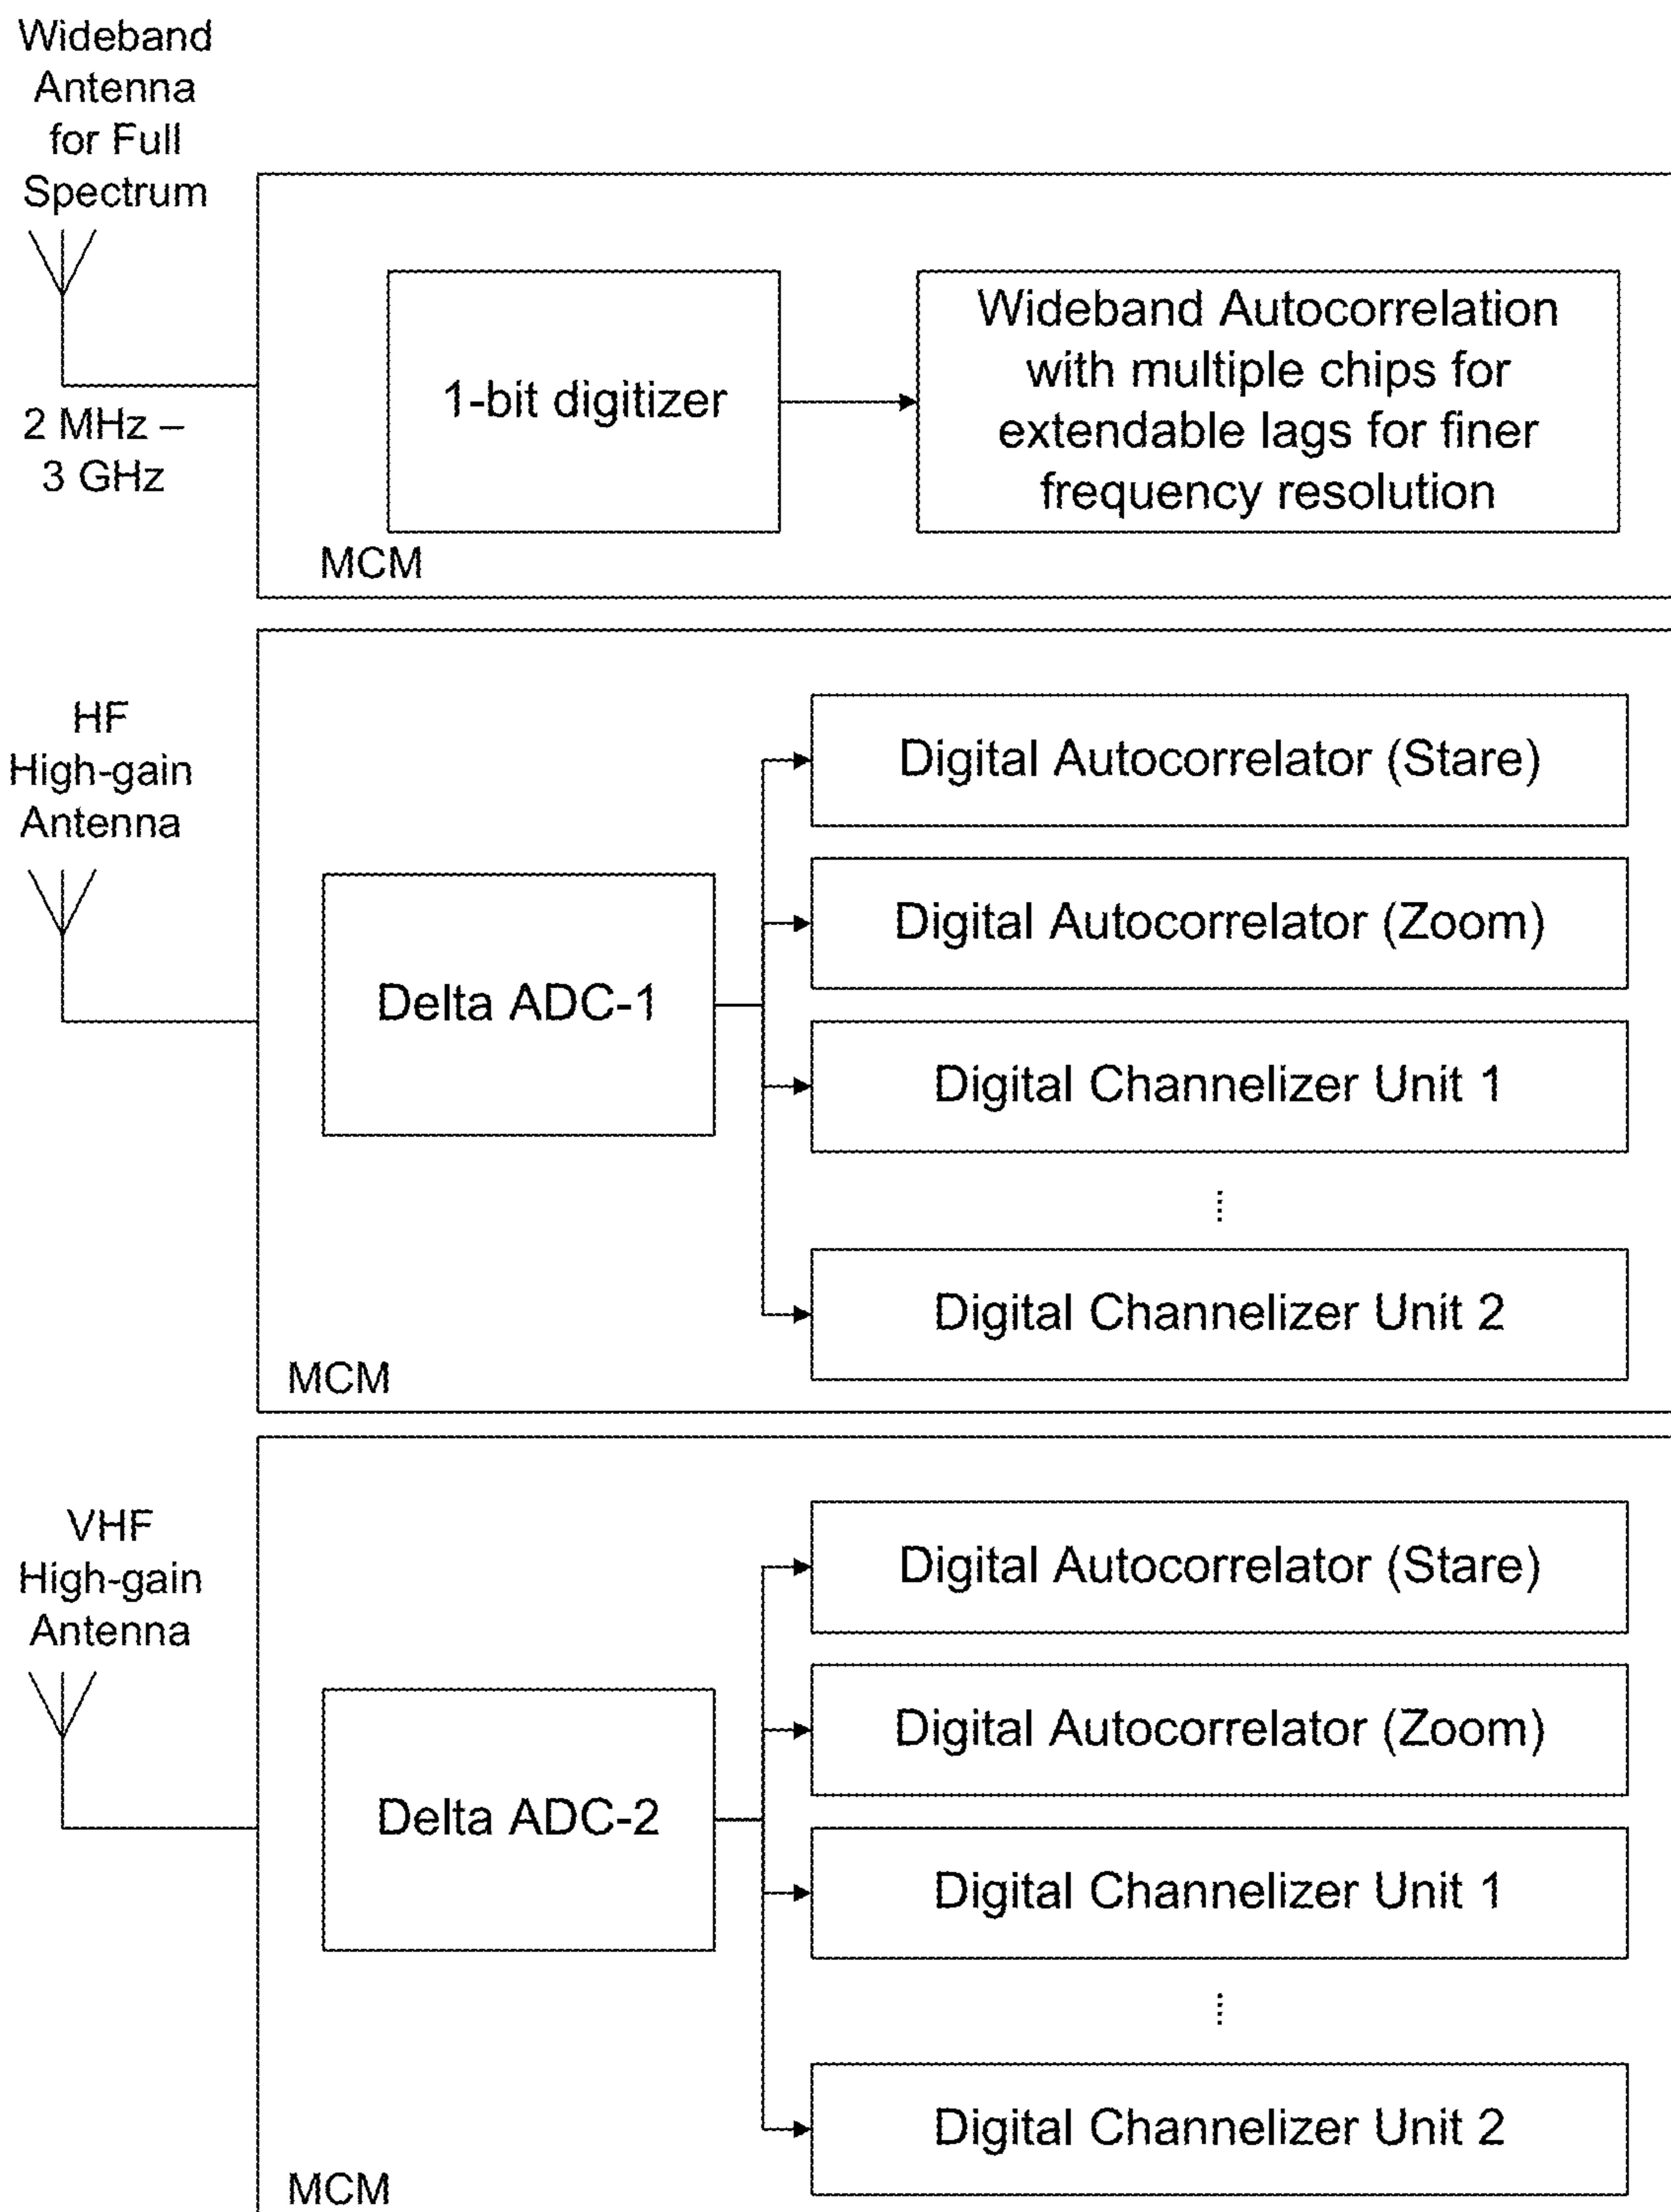 Wideband
Antenna
for Full
Spectrum
2 MHz –
3 GHz
1-bit digitizer
Wideband Autocorrelation
with multiple chips for
extendable lags for finer
frequency resolution
MCM
HF
High-gain
Antenna
Delta ADC-1
Digital Autocorrelator (Stare)
Digital Autocorrelator (Zoom)
Digital Channelizer Unit 1
Digital Channelizer Unit 2
MCM
VHF
High-gain
Antenna
Delta ADC-2
Digital Autocorrelator (Stare)
Digital Autocorrelator (Zoom)
Digital Channelizer Unit 1
Digital Channelizer Unit 2
MCM